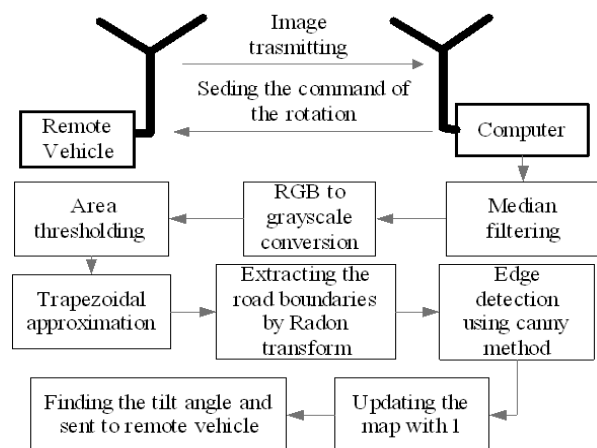 Image
trasmitting
Seding the command of
the rotation
Remote
Vehicle
Computer
Median
filtering
RGB to
grayscale
conversion
Area
thresholding
Trapezoidal
approximation
Extracting the
road boundaries
by Radon
transform
Edge
detection
using canny
method
Updating the
map with 1
Finding the tilt angle and
sent to remote vehicle